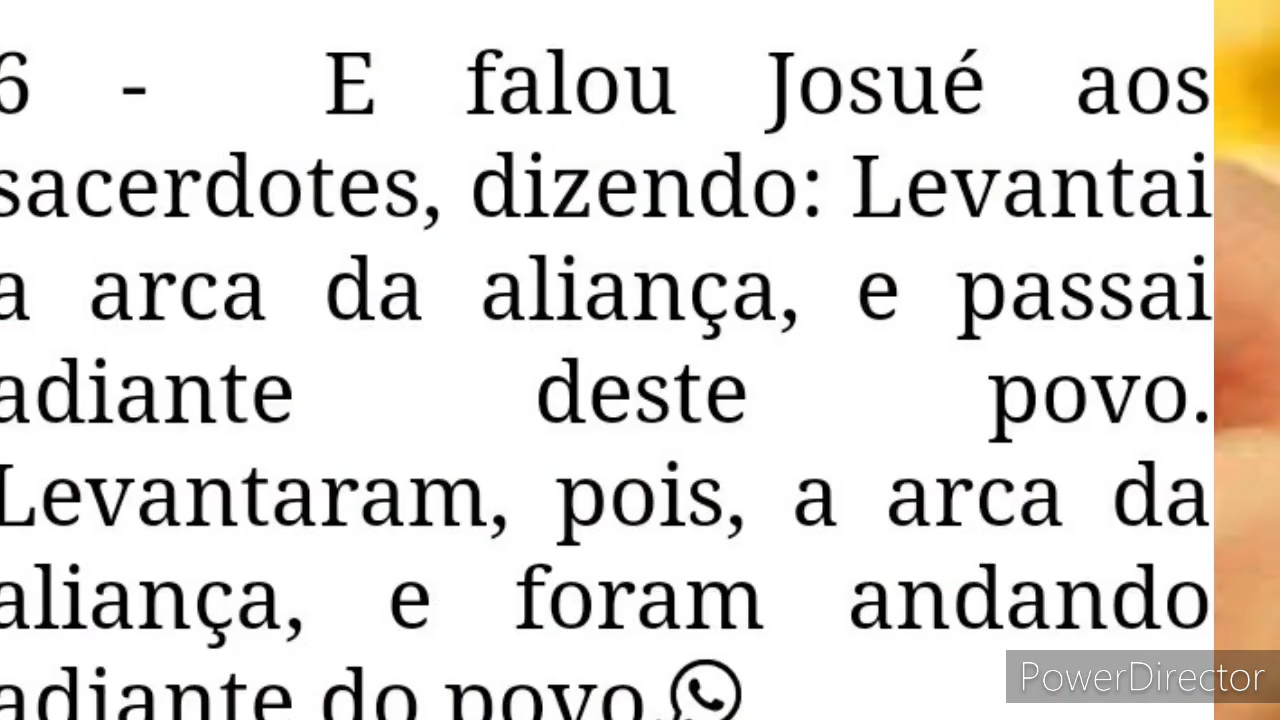 6 - E falou Josué aos
sacerdotes, dizendo: Levantai
a arca da aliança, e passai
adiante deste povo.
Levantaram, pois, a arca da
aliança, e foram andando
adiante do povo.
PowerDirector